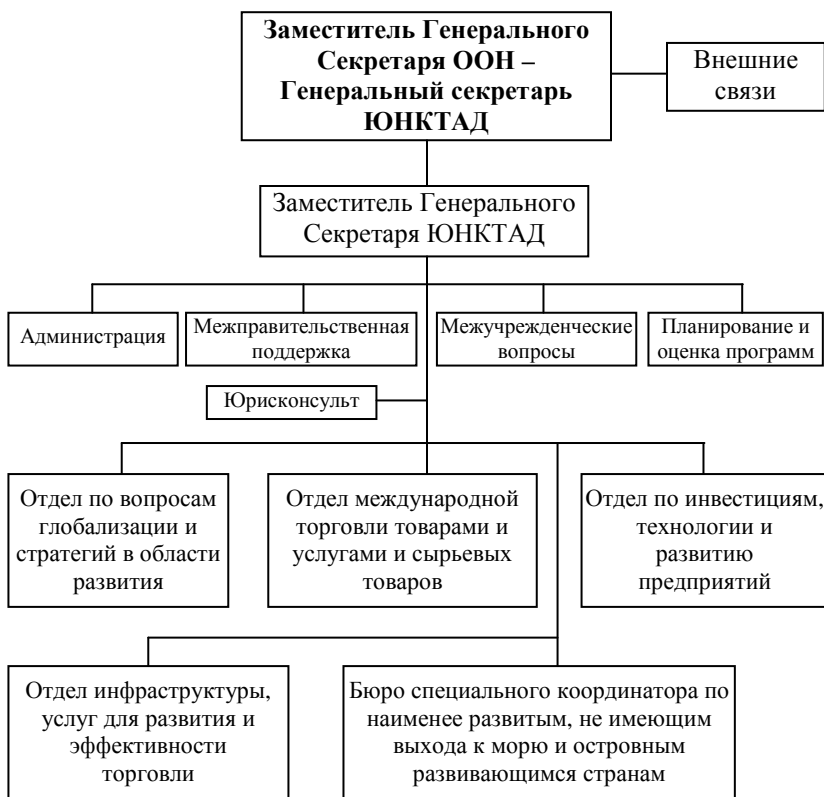 Заместитель Генерального
Секретаря ООН –
Генеральный секретарь
ЮНКТАД
Внешние
связи
Заместитель Генерального
Секретаря ЮНКТАД
Администрация
Межправительственная
поддержка
Межучрежденческие
вопросы
Планирование и
оценка программ
Юрисконсульт
Отдел по вопросам
глобализации и
стратегий в области
развития
Отдел международной
торговли товарами и
услугами и сырьевых
товаров
Отдел по инвестициям,
технологии и
развитию
предприятий
Отдел инфраструктуры,
услуг для развития и
эффективности
торговли
Бюро специального координатора по
наименее развитым, не имеющим
выхода к морю и островным
развивающимся странам